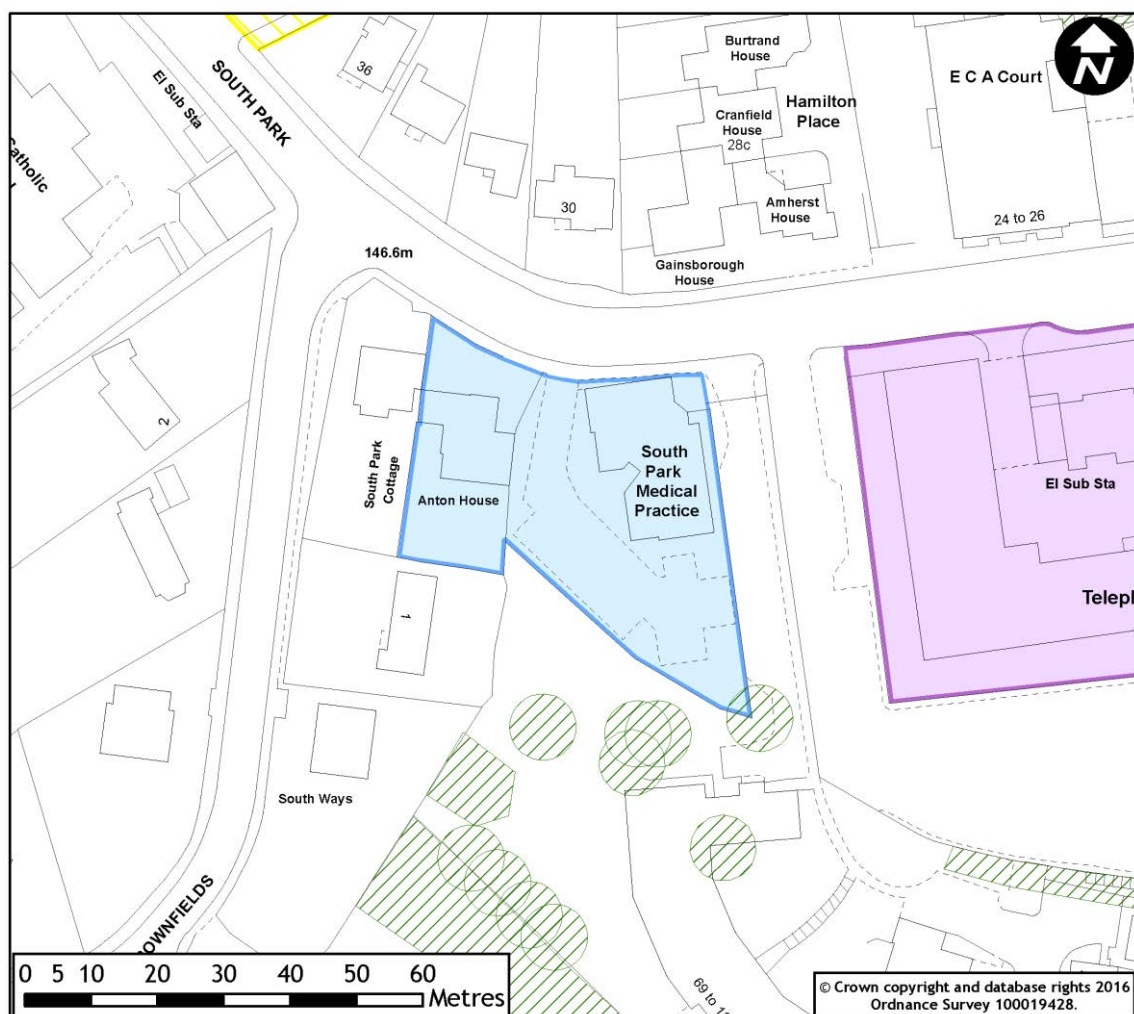 El Sub Sta
SOUTH PARK
36
Burtrand
House
E C A Court
N
Cranfield
House
28c
Hamilton
Place
30
Amherst
House
24 to 26
Gainsborough
House
146.6m
2
South Park
Cottage
Anton House
South
Park
Medical
Practice
El Sub Sta
1
South Ways
0 5 10 20 30 40 50 60
Metres
© Crown copyright and database rights 2016
Ordnance Survey 100019428.